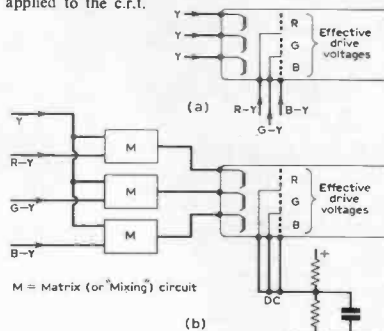 applied to the c.r.t.
Y
Y
Y
R
G
B
Effective
drive
voltages
(a)
R-Y
B-Y
G-Y
Y
R-Y
G-Y
B-Y
M
M
M
R
G
B
Effective
drive
voltages
M = Matrix (or "Mixing") circuit
DC
+
(b)